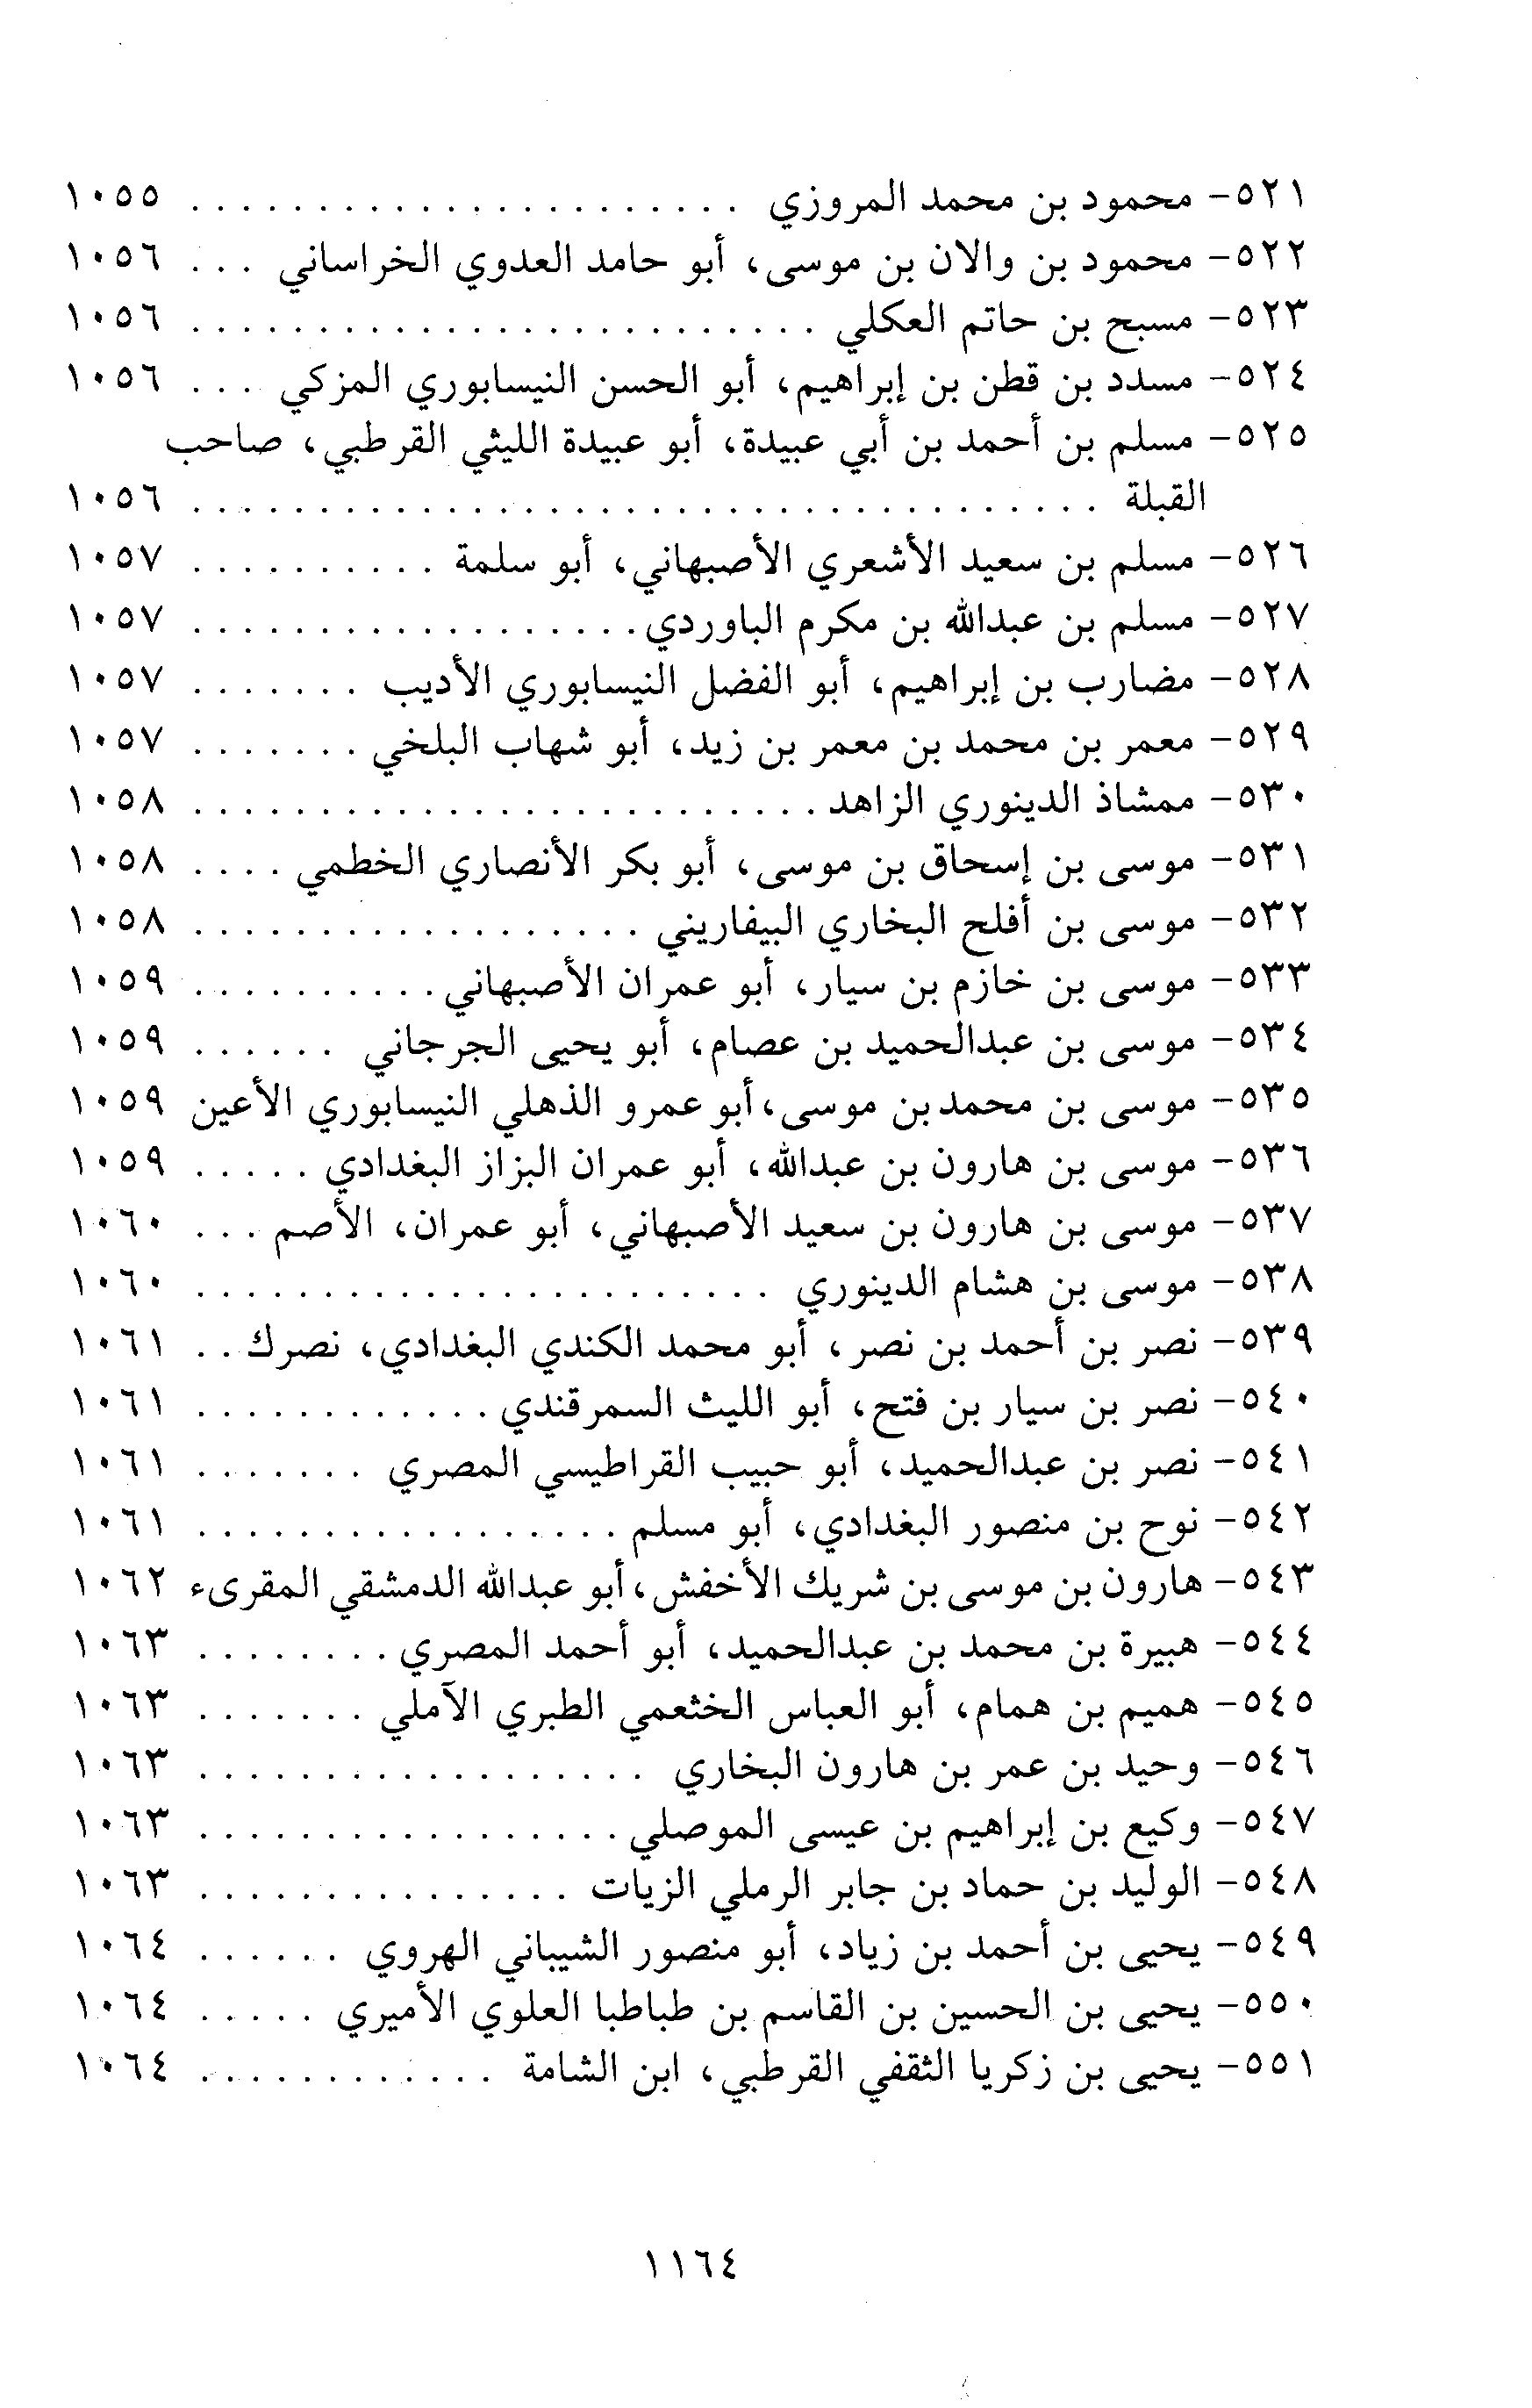 ٥٢١- محمود بن محمد المروزي . . . . . . . . . . . . . . . . . . . . . . ١٠٥٥
٥٢٢- محمود بن والان بن موسى، أبو حامد العدوي الخراساني . . . ١٠٥٦
٥٢٣- مسبح بن حاتم العكلي . . . . . . . . . . . . . . . . . . . . . . . . . ١٠٥٦
٥٢٤- مسدد بن قطن بن إبراهيم، أبو الحسن النيسابوري المزكي . . . ١٠٥٦
٥٢٥- مسلم بن أحمد بن أبي عبيدة، أبو عبيدة الليثي القرطبي، صاحب
القبلة . . . . . . . . . . . . . . . . . . . . . . . . . . . . . . . . . . . . ١٠٥٦
٥٢٦- مسلم بن سعيد الأشعري الأصبهاني، أبو سلمة . . . . . . . . . . ١٠٥٧
٥٢٧- مسلم بن عبدالله بن مكرم الباوردي . . . . . . . . . . . . . . . . . . ١٠٥٧
٥٢٨- مضارب بن إبراهيم، أبو الفضل النيسابوري الأديب . . . . . . . ١٠٥٧
٥٢٩- معمر بن محمد بن معمر بن زيد، أبو شهاب البلخي . . . . . . . ١٠٥٧
٥٣٠- ممشاذ الدينوري الزاهد . . . . . . . . . . . . . . . . . . . . . . . . . ١٠٥٨
٥٣١- موسى بن إسحاق بن موسى، أبو بكر الأنصاري الخطمي . . . . ١٠٥٨
٥٣٢- موسى بن أفلح البخاري البيفاريني . . . . . . . . . . . . . . . . . . ١٠٥٨
٥٣٣- موسى بن خازم بن سيار، أبو عمران الأصبهاني . . . . . . . . . . ١٠٥٩
٥٣٤- موسى بن عبدالحميد بن عصام، أبو يحيى الجرجاني . . . . . . ١٠٥٩
٥٣٥- موسى بن محمد بن موسى، أبو عمرو الذهلي النيسابوري الأعين ١٠٥٩
٥٣٦- موسى بن هارون بن عبدالله، أبو عمران البزاز البغدادي . . . . . ١٠٥٩
٥٣٧- موسى بن هارون بن سعيد الأصبهاني، أبو عمران، الأصم . . . ١٠٦٠
٥٣٨- موسى بن هشام الدينوري . . . . . . . . . . . . . . . . . . . . . . . ١٠٦٠
٥٣٩- نصر بن أحمد بن نصر، أبو محمد الكندي البغدادي، نصرك . . ١٠٦١
٥٤٠- نصر بن سيار بن فتح، أبو الليث السمرقندي . . . . . . . . . . . . ١٠٦١
٥٤١- نصر بن عبدالحميد، أبو حبيب القراطيسي المصري . . . . . . . ١٠٦١
٥٤٢- نوح بن منصور البغدادي، أبو مسلم . . . . . . . . . . . . . . . . . ١٠٦١
٥٤٣- هارون بن موسى بن شريك الأخفش، أبو عبدالله الدمشقي المقرىء ١٠٦٢
٥٤٤- هبيرة بن محمد بن عبدالحميد، أبو أحمد المصري . . . . . . . . ١٠٦٣
٥٤٥- هميم بن همام، أبو العباس الخثعمي الطبري الآملي . . . . . . . ١٠٦٣
٥٤٦- وحيد بن عمر بن هارون البخاري . . . . . . . . . . . . . . . . . . ١٠٦٣
٥٤٧- وكيع بن إبراهيم بن عيسى الموصلي . . . . . . . . . . . . . . . . . ١٠٦٣
٥٤٨- الوليد بن حماد بن جابر الرملي الزيات . . . . . . . . . . . . . . . ١٠٦٣
٥٤٩- يحيى بن أحمد بن زياد، أبو منصور الشيباني الهروي . . . . . . ١٠٦٤
٥٥٠- يحيى بن الحسين بن القاسم بن طباطبا العلوي الأميري . . . . . ١٠٦٤
٥٥١- يحيى بن زكريا الثقفي القرطبي، ابن الشامة . . . . . . . . . . . . ١٠٦٤
١١٦٤